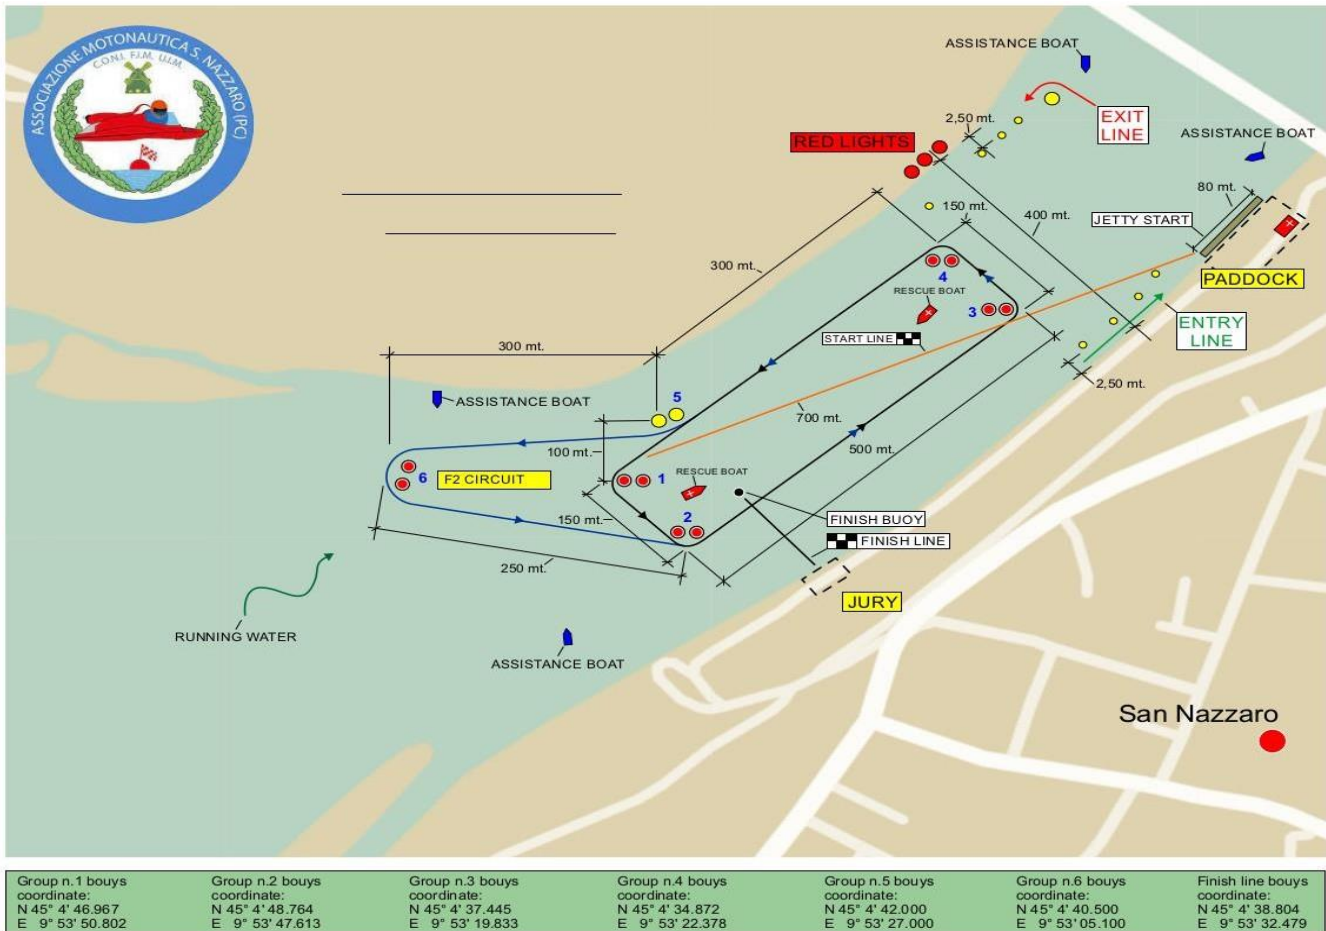 ASSOCIAZIONE MOTONAUTICA S. NAZZARO (PC)
C.O.N.I. F.I.M. U.I.M.
ASSISTANCE BOAT
EXIT
LINE
2,50 mt.
RED LIGHTS
ASSISTANCE BOAT
80 mt.
150 mt.
400 mt.
JETTY START
300 mt.
4
RESCUE BOAT
3
PADDOCK
ENTRY
LINE
START LINE
300 mt.
2,50 mt.
ASSISTANCE BOAT
5
700 mt.
100 mt.
500 mt.
6
F2 CIRCUIT
1
RESCUE BOAT
2
150 mt.
FINISH BUOY
FINISH LINE
250 mt.
JURY
RUNNING WATER
ASSISTANCE BOAT
San Nazzaro
Group n.1 bouys
coordinate:
N 45° 4' 46.967
E 9° 53' 50.802
Group n.2 bouys
coordinate:
N 45° 4' 48.764
E 9° 53' 47.613
Group n.3 bouys
coordinate:
N 45° 4' 37.445
E 9° 53' 19.833
Group n.4 bouys
coordinate:
N 45° 4' 34.872
E 9° 53' 22.378
Group n.5 bouys
coordinate:
N 45° 4' 42.000
E 9° 53' 27.000
Group n.6 bouys
coordinate:
N 45° 4' 40.500
E 9° 53' 05.100
Finish line bouys
coordinate:
N 45° 4' 38.804
E 9° 53' 32.479